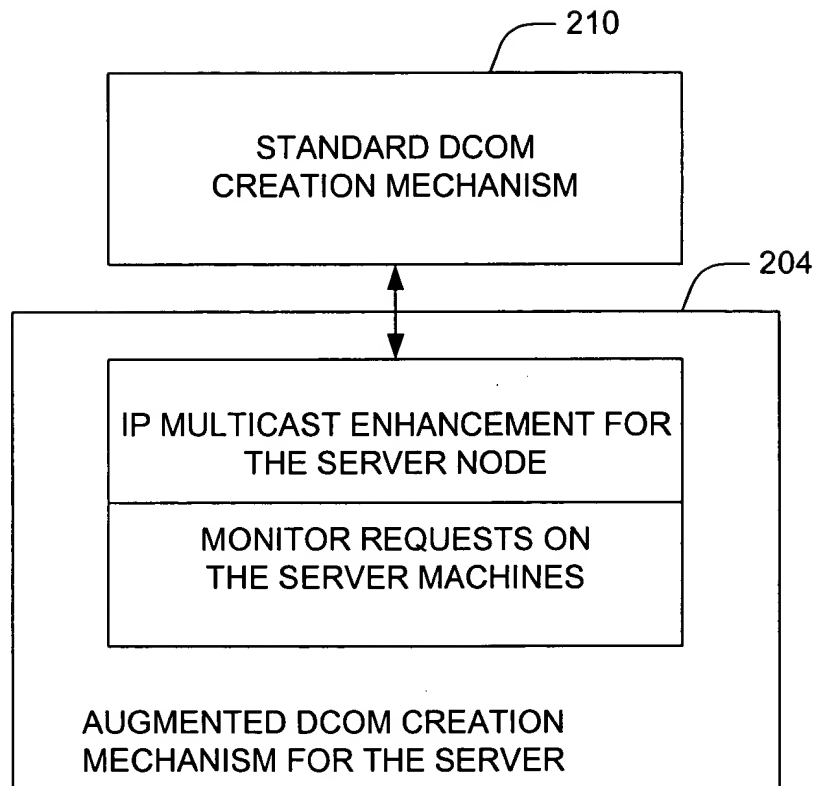 210
STANDARD DCOM
CREATION MECHANISM
204
IP MULTICAST ENHANCEMENT FOR
THE SERVER NODE
MONITOR REQUESTS ON
THE SERVER MACHINES
AUGMENTED DCOM CREATION
MECHANISM FOR THE SERVER